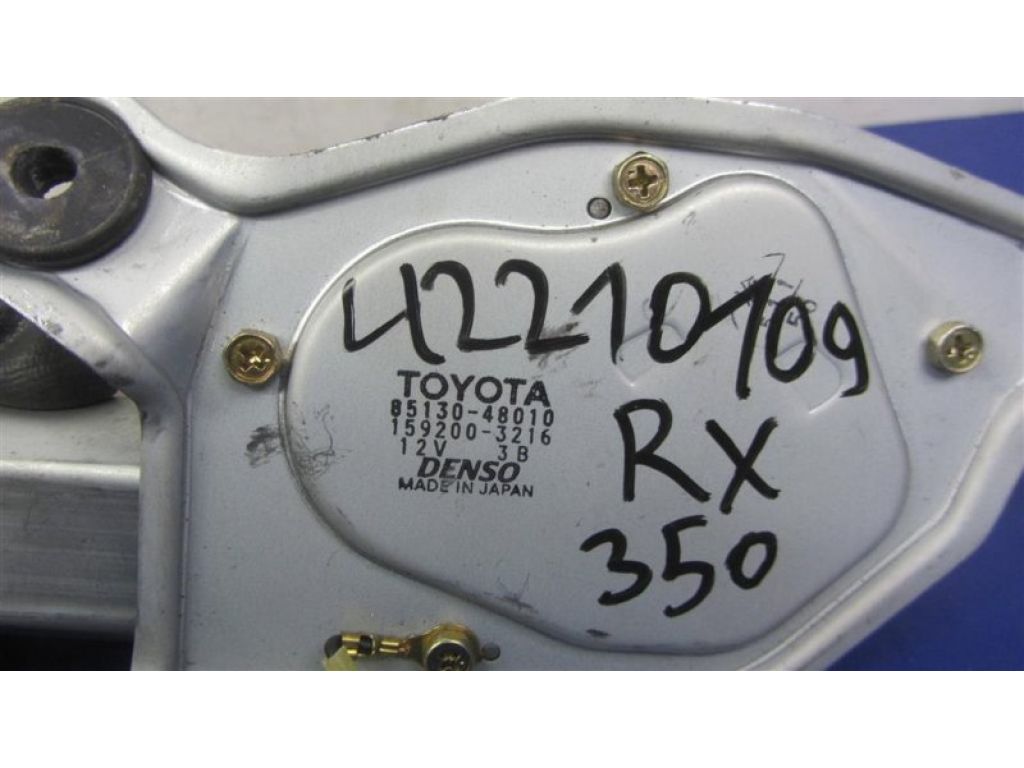 42210109
TOYOTA
85130-48010
159200-3216
12V 3B
DENSO
MADE IN JAPAN
RX
350